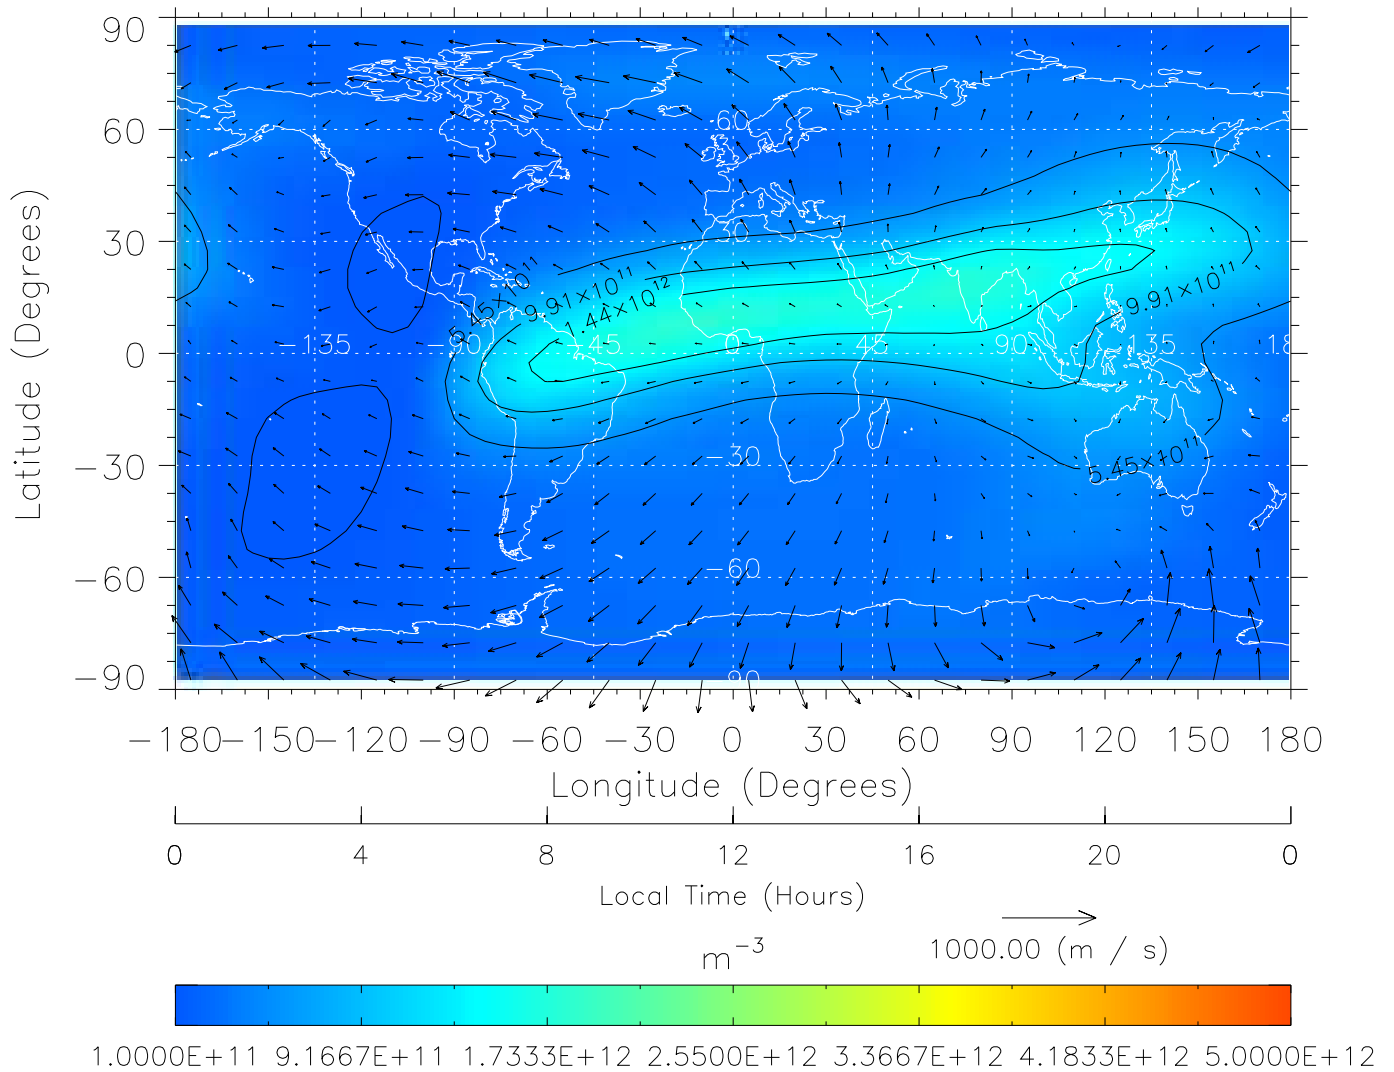 90
60
30
0
−30
−60
−90
Latitude (Degrees)
60
30
−135 −90 −45 0 45 90 135 18
−30
−60
−90
5.45×10¹¹
9.91×10¹¹
1.44×10¹²
9.91×10¹¹
5.45×10¹¹
−180 −150 −120 −90 −60 −30 0 30 60 90 120 150 180
Longitude (Degrees)
0 4 8 12 16 20 0
Local Time (Hours)
1000.00 (m / s)
m⁻³
1.0000E+11 9.1667E+11 1.7333E+12 2.5500E+12 3.3667E+12 4.1833E+12 5.0000E+12